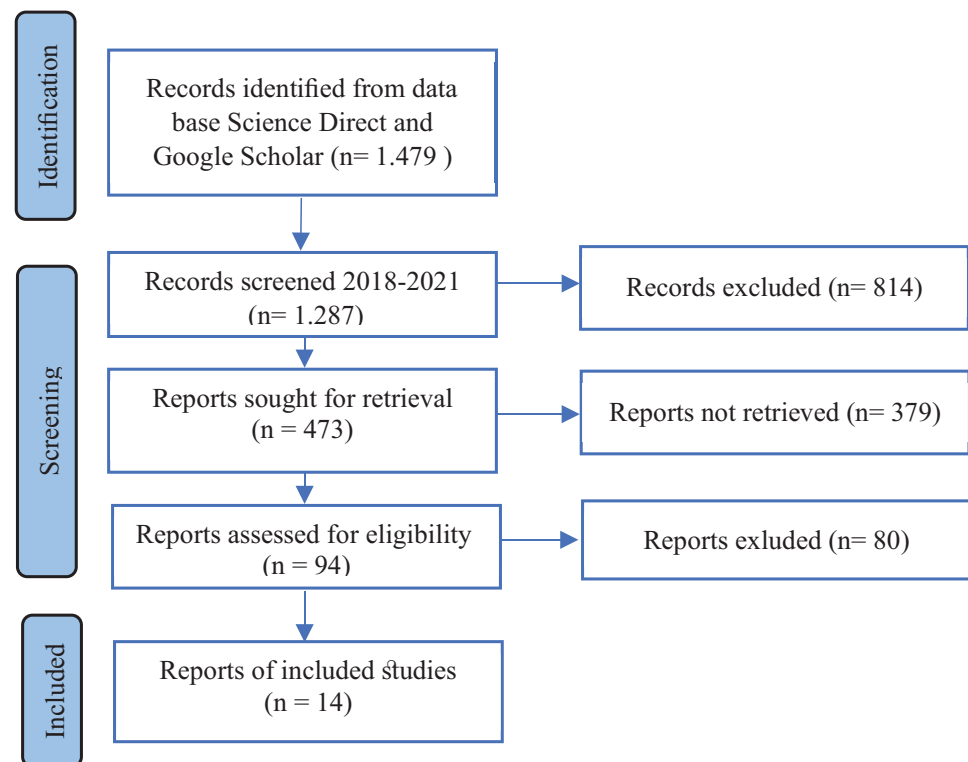 Identification
Records identified from data
base Science Direct and
Google Scholar (n= 1.479 )
Screening
Records screened 2018-2021
(n= 1.287)
Records excluded (n= 814)
Reports sought for retrieval
(n = 473)
Reports not retrieved (n= 379)
Reports assessed for eligibility
(n = 94)
Reports exluded (n= 80)
Included
Reports of included studies
(n = 14)